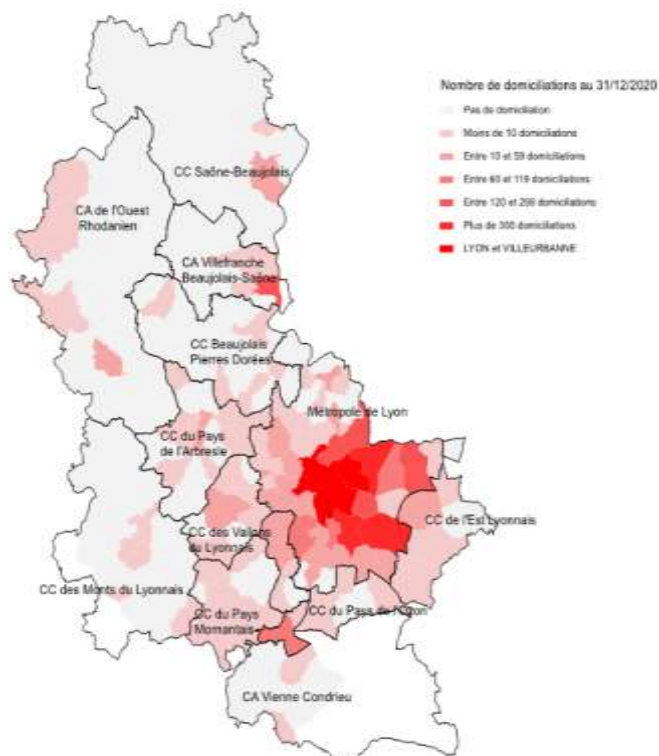 Nombre de domiciliations au 31/12/2020
Pas de domiciliation
Moins de 10 domiciliations
Entre 10 et 59 domiciliations
Entre 60 et 119 domiciliations
Entre 120 et 299 domiciliations
Plus de 300 domiciliations
LYON et VILLEURBANNE
CC Saône-Beaujolais
CA de l'Ouest
Rhodanien
CA Villefranche
Beaujolais-Saône
CC Beaujolais
Pierres Dorées
Métropole de Lyon
CC du Pays
de l'Arbresle
CC de l'Est Lyonnais
CC des Vallons
du Lyonnais
CC des Monts du Lyonnais
CC du Pays
Mornantais
CC du Pays de l'Ozon
CA Vienne Condrieu